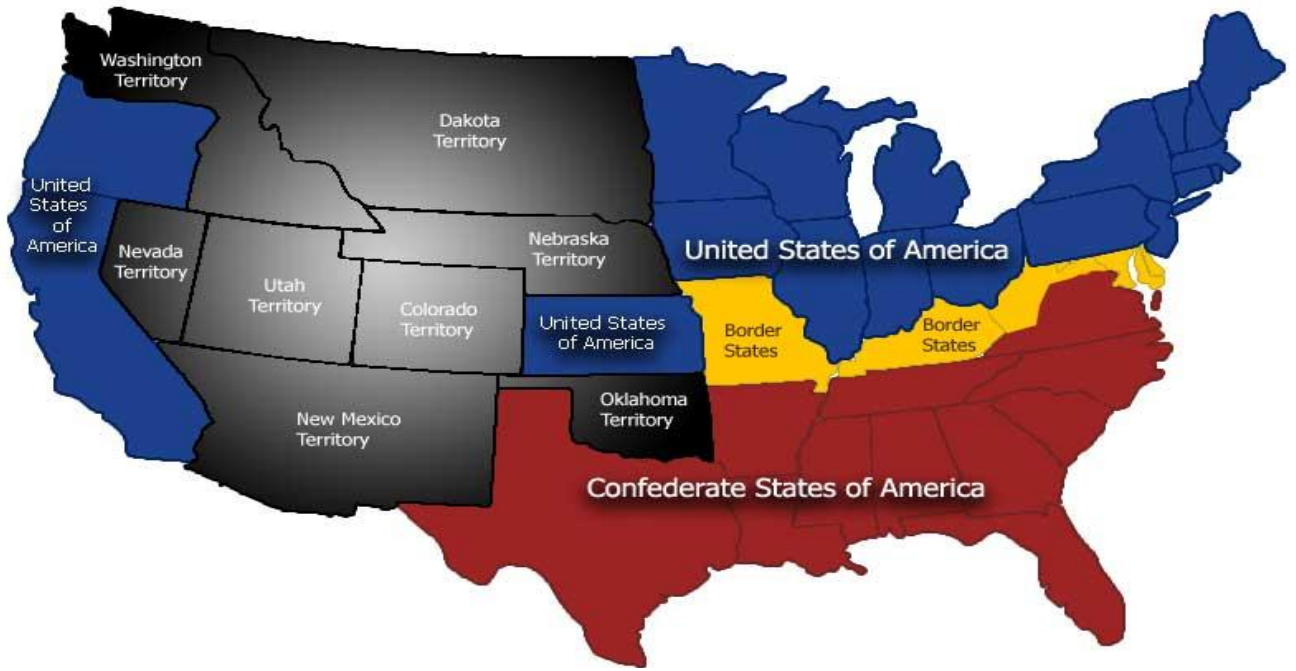 Washington
Territory
Dakota
Territory
United
States
of
America
Nevada
Territory
Utah
Territory
Nebraska
Territory
Colorado
Territory
United States of America
United States
of America
Border
States
Border
States
New Mexico
Territory
Oklahoma
Territory
Confederate States of America